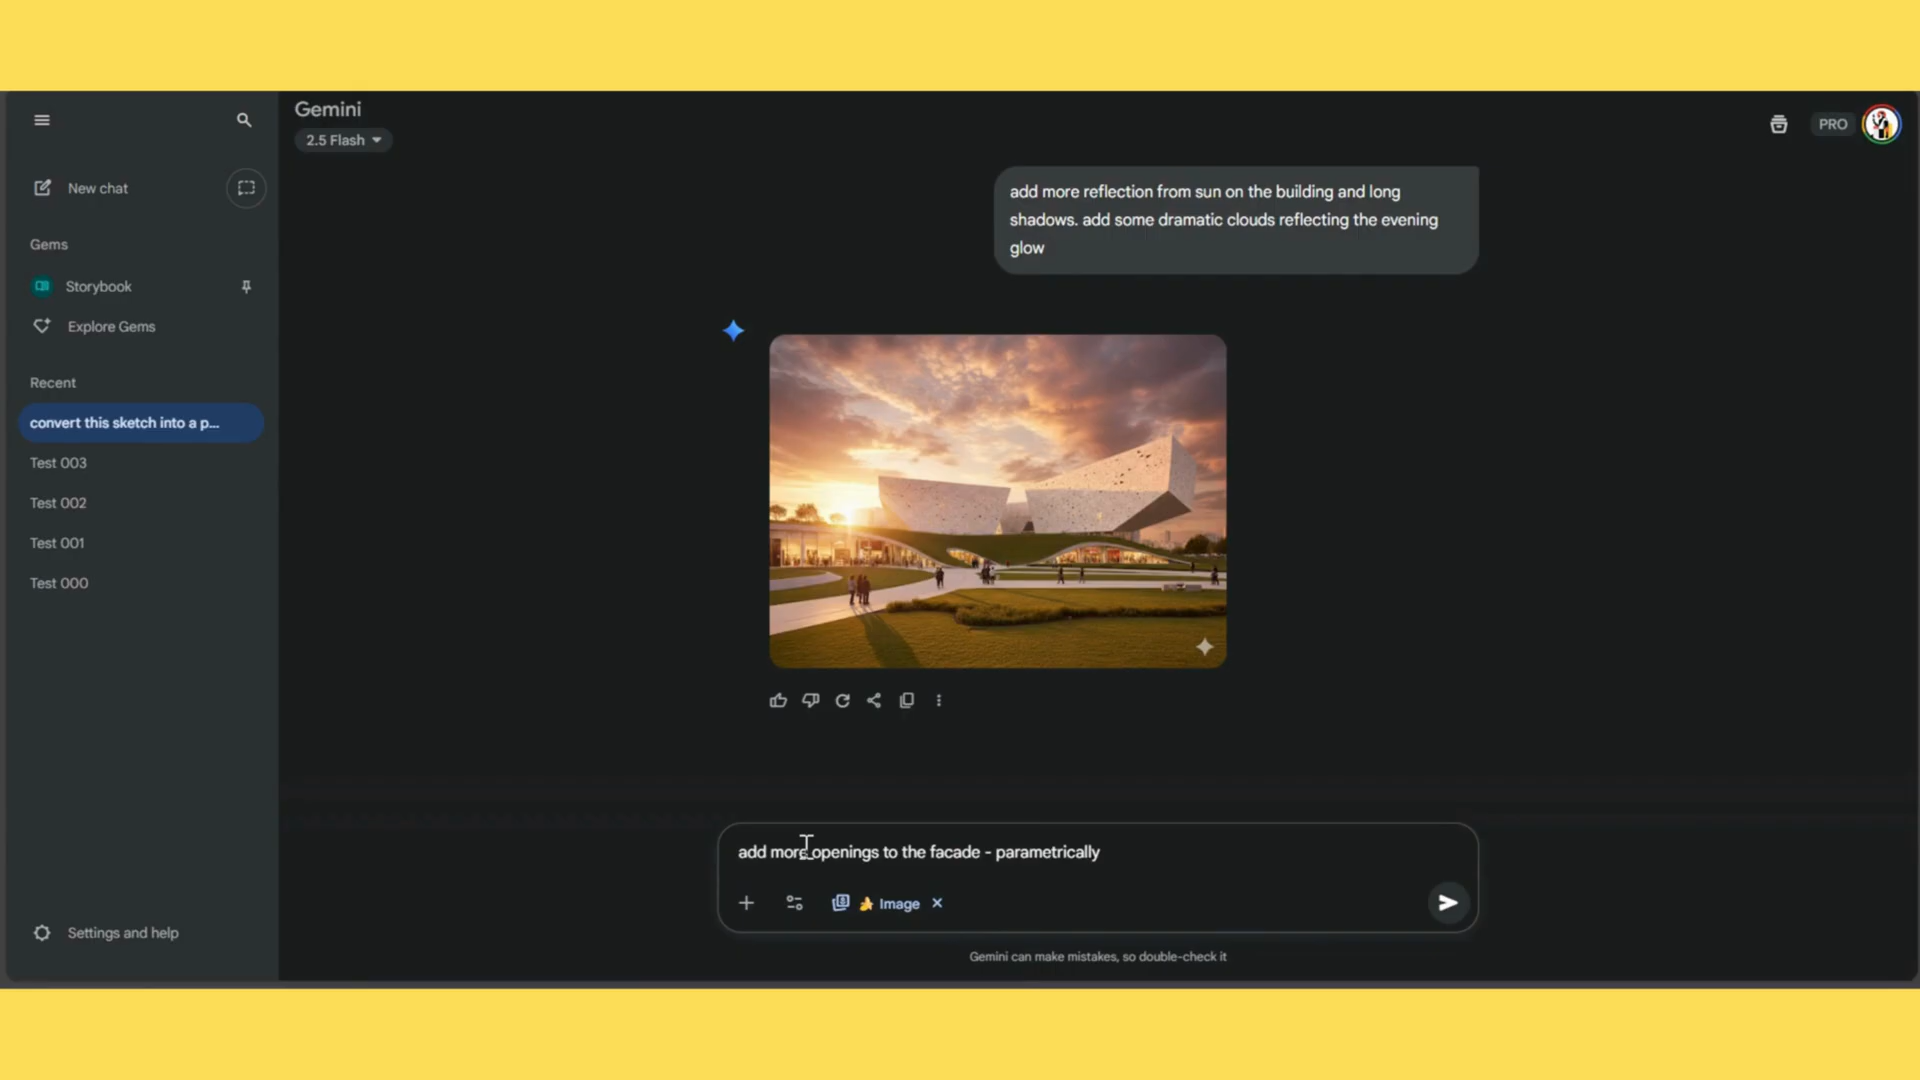 Gemini
2.5 Flash
PRO
New chat
Gems
Storybook
Explore Gems
Recent
convert this sketch into a p...
Test 003
Test 002
Test 001
Test 000
Settings and help
add more reflection from sun on the building and long
shadows. add some dramatic clouds reflecting the evening
glow
add more openings to the facade - parametrically
Image
Gemini can make mistakes, so double-check it